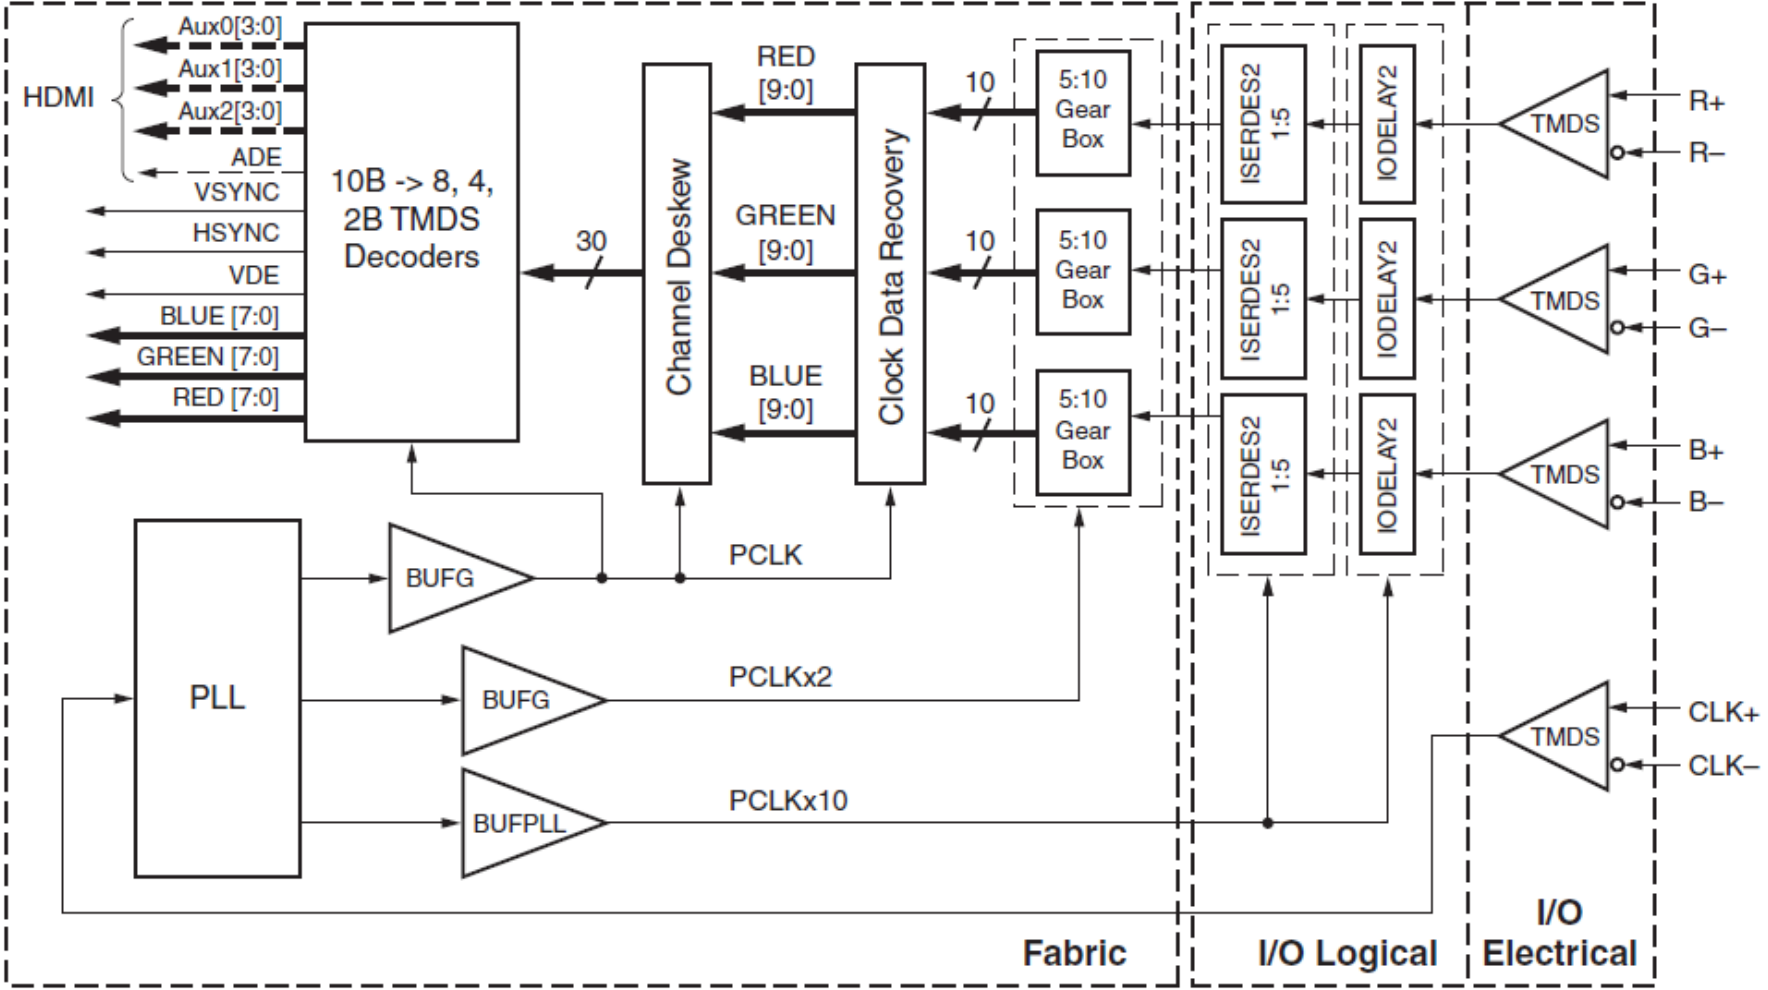 HDMI
Aux0[3:0]
Aux1[3:0]
Aux2[3:0]
ADE
VSYNC
HSYNC
VDE
BLUE [7:0]
GREEN [7:0]
RED [7:0]
10B -> 8, 4,
2B TMDS
Decoders
30
Channel Deskew
RED
[9:0]
GREEN
[9:0]
BLUE
[9:0]
Clock Data Recovery
10
10
10
5:10
Gear
Box
5:10
Gear
Box
5:10
Gear
Box
ISERDES2
1:5
ISERDES2
1:5
ISERDES2
1:5
IODELAY2
IODELAY2
IODELAY2
TMDS
R+
R–
TMDS
G+
G–
TMDS
B+
B–
PLL
BUFG
PCLK
BUFG
PCLKx2
BUFPLL
PCLKx10
TMDS
CLK+
CLK–
Fabric
I/O Logical
I/O
Electrical